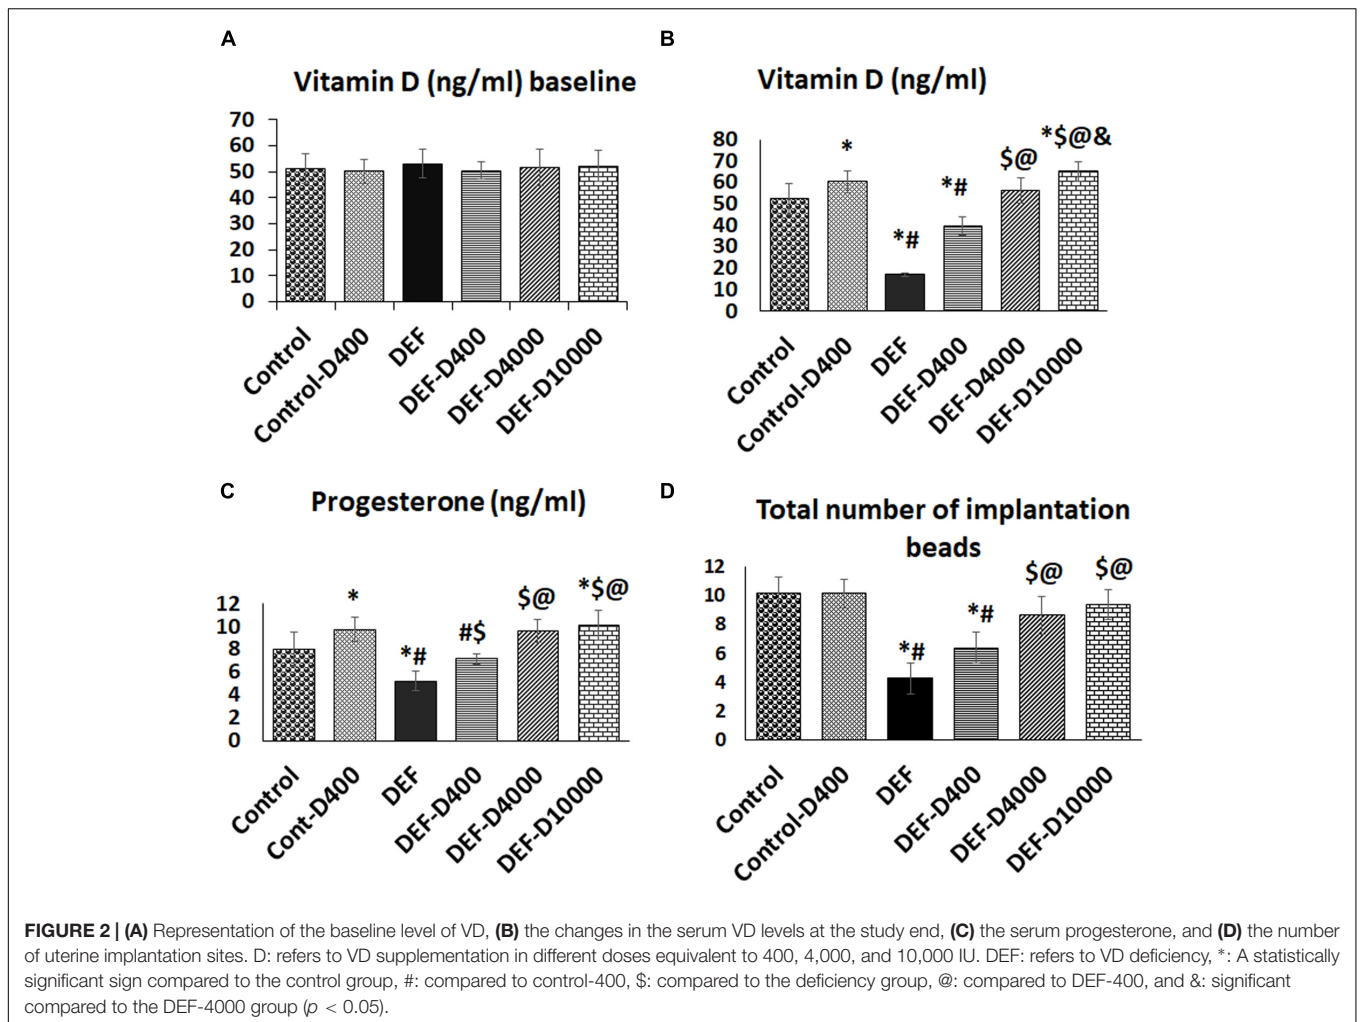 A
Vitamin D (ng/ml) baseline
70
60
50
40
30
20
10
0
Control
Control-D400
DEF
DEF-D400
DEF-D4000
DEF-D10000
B
Vitamin D (ng/ml)
80
70
60
50
40
30
20
10
0
*
*#
*#
$@
*$@&
Control
Control-D400
DEF
DEF-D400
DEF-D4000
DEF-D10000
C
Progesterone (ng/ml)
12
10
8
6
4
2
0
*
*#
#$
$@
*$@
Control
Cont-D400
DEF
DEF-D400
DEF-D4000
DEF-D10000
D
Total number of implantation
beads
12
10
8
6
4
2
0
*#
*#
$@
$@
Control
Control-D400
DEF
DEF-D400
DEF-D4000
DEF-D10000
FIGURE 2 | (A) Representation of the baseline level of VD, (B) the changes in the serum VD levels at the study end, (C) the serum progesterone, and (D) the number
of uterine implantation sites. D: refers to VD supplementation in different doses equivalent to 400, 4,000, and 10,000 IU. DEF: refers to VD deficiency, *: A statistically
significant sign compared to the control group, #: compared to control-400, $: compared to the deficiency group, @: compared to DEF-400, and &: significant
compared to the DEF-4000 group (p < 0.05).